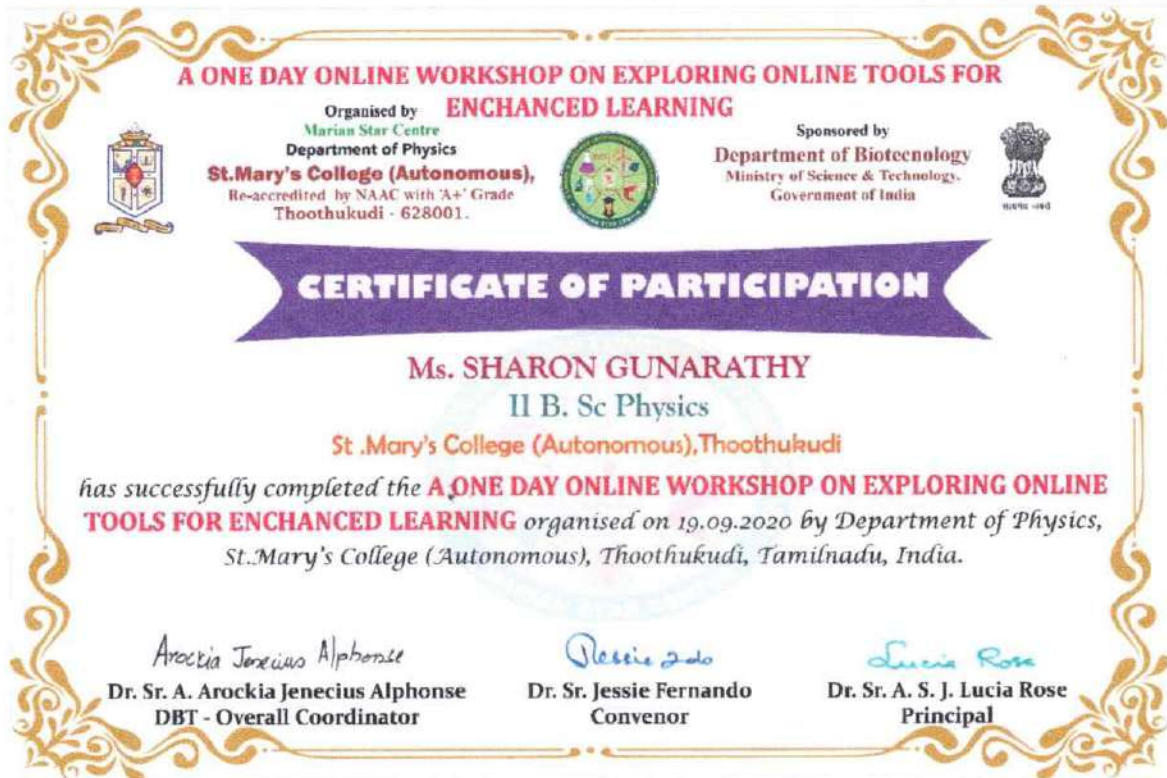 A ONE DAY ONLINE WORKSHOP ON EXPLORING ONLINE TOOLS FOR
ENCHANCED LEARNING
Organised by
Marian Star Centre
Department of Physics
St.Mary's College (Autonomous),
Re-accredited by NAAC with 'A+' Grade
Thoothukudi - 628001.
Sponsored by
Department of Biotecnology
Ministry of Science & Technology.
Government of India
सत्यमेव जयते
CERTIFICATE OF PARTICIPATION
Ms. SHARON GUNARATHY
II B. Sc Physics
St .Mary's College (Autonomous),Thoothukudi
has successfully completed the A ONE DAY ONLINE WORKSHOP ON EXPLORING ONLINE
TOOLS FOR ENCHANCED LEARNING organised on 19.09.2020 by Department of Physics,
St.Mary's College (Autonomous), Thoothukudi, Tamilnadu, India.
Arockia Jenecius Alphonse
Lucia Rose
Dr. Sr. A. Arockia Jenecius Alphonse
DBT - Overall Coordinator
Dr. Sr. Jessie Fernando
Convenor
Dr. Sr. A. S. J. Lucia Rose
Principal